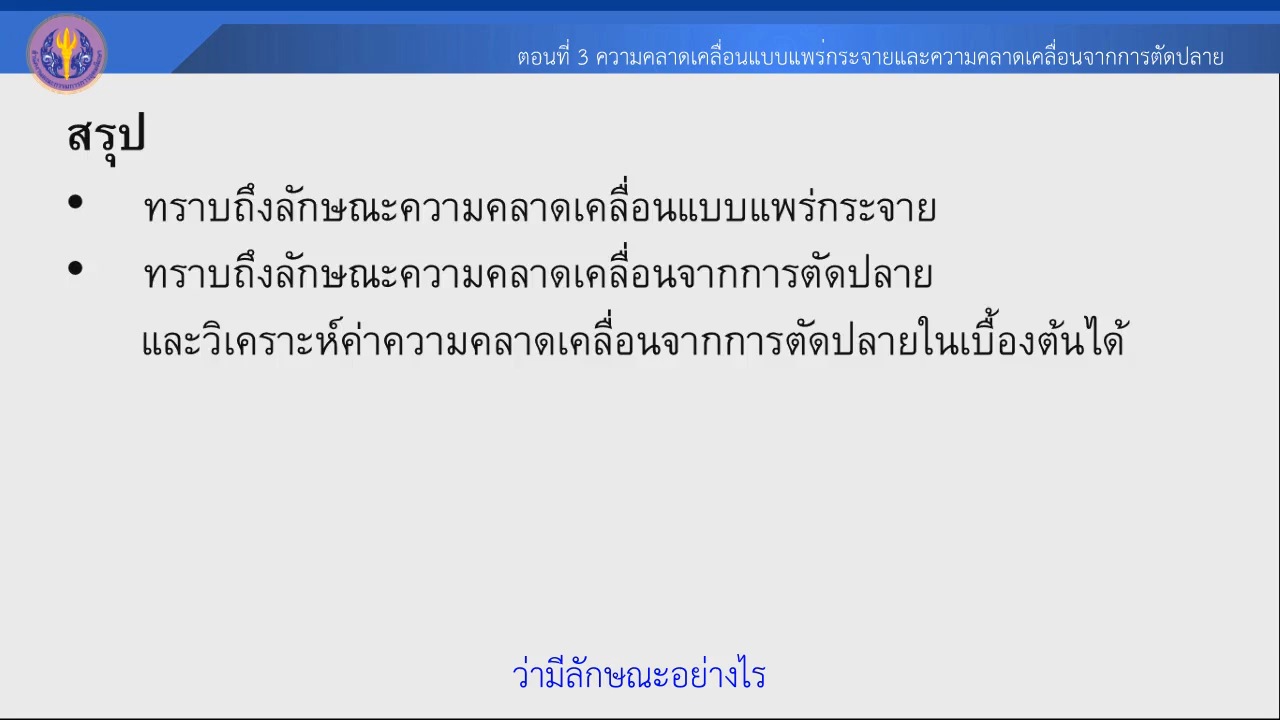 ตอนที่ 3 ความคลาดเคลื่อนแบบแพร่กระจายและความคลาดเคลื่อนจากการตัดปลาย
สรุป
• ทราบถึงลักษณะความคลาดเคลื่อนแบบแพร่กระจาย
• ทราบถึงลักษณะความคลาดเคลื่อนจากการตัดปลาย
และวิเคราะห์ค่าความคลาดเคลื่อนจากการตัดปลายในเบื้องต้นได้
ว่ามีลักษณะอย่างไร